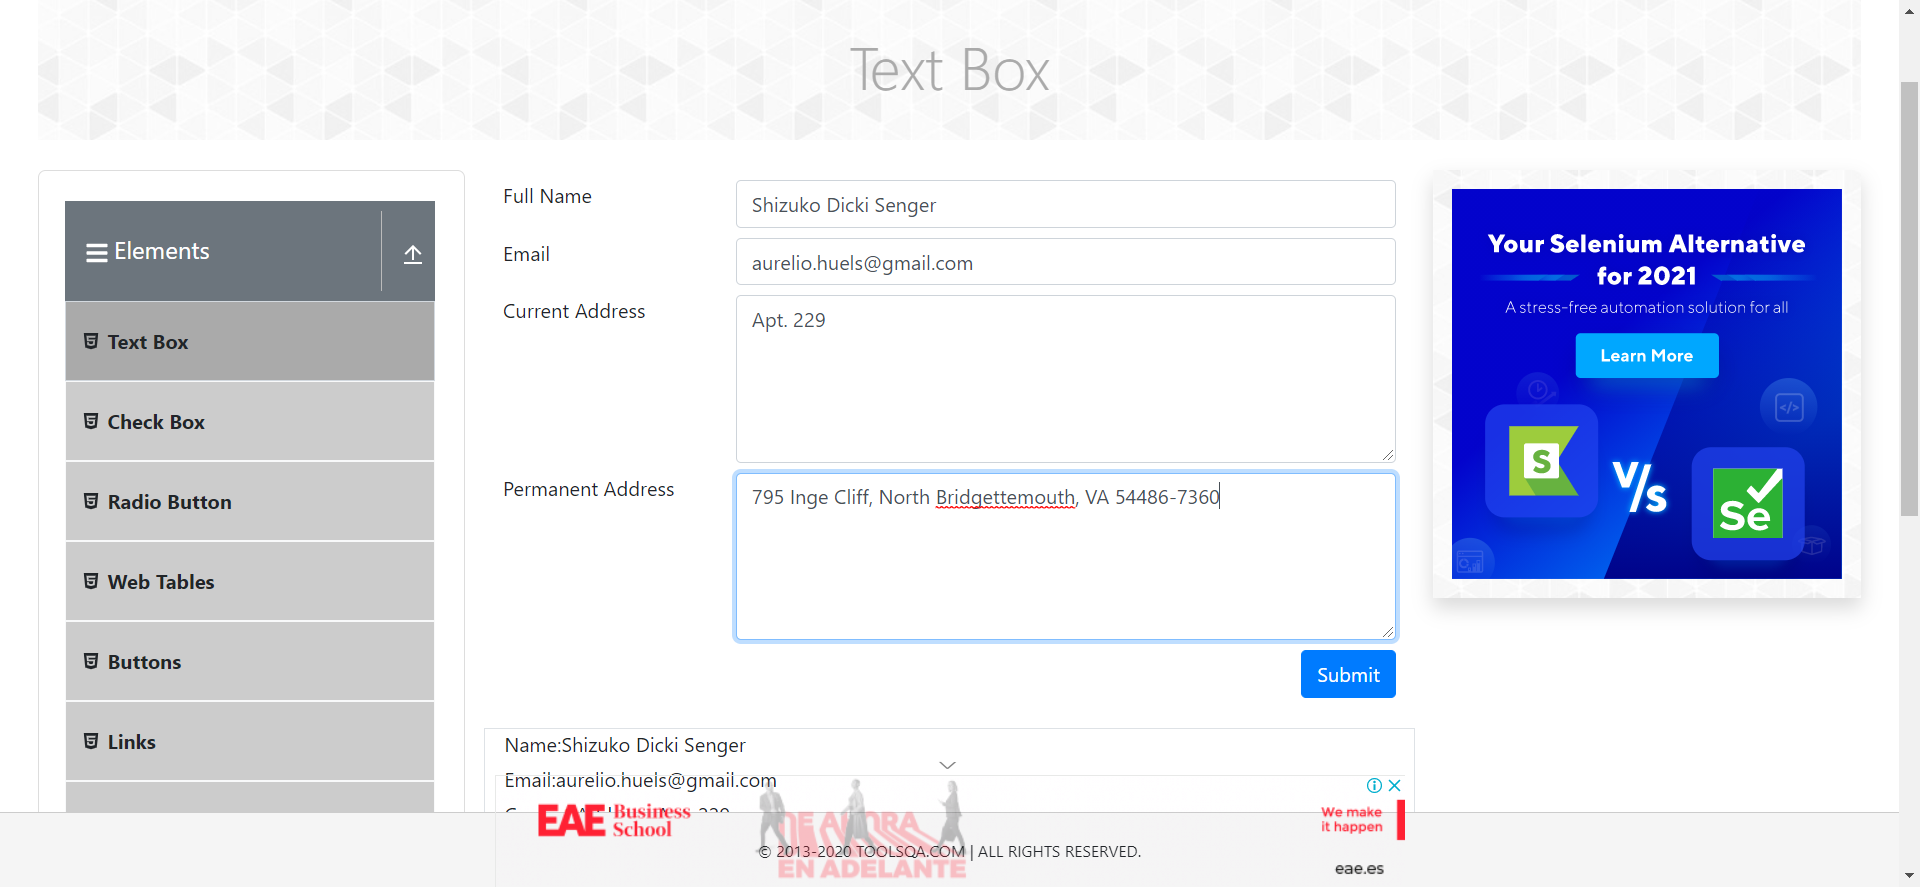 Text Box
Elements
Text Box
Check Box
Radio Button
Web Tables
Buttons
Links
Full Name
Shizuko Dicki Senger
Email
aurelio.huels@gmail.com
Current Address
Apt. 229
Permanent Address
795 Inge Cliff, North Bridgettemouth, VA 54486-7360
Submit
Name:Shizuko Dicki Senger
Email:aurelio.huels@gmail.com
Your Selenium Alternative
for 2021
A stress-free automation solution for all
Learn More
S
V/s
Se
EAE Business
School
DE AHORA
EN ADELANTE
We make
it happen
eae.es
© 2013-2020 TOOLSQA.COM | ALL RIGHTS RESERVED.